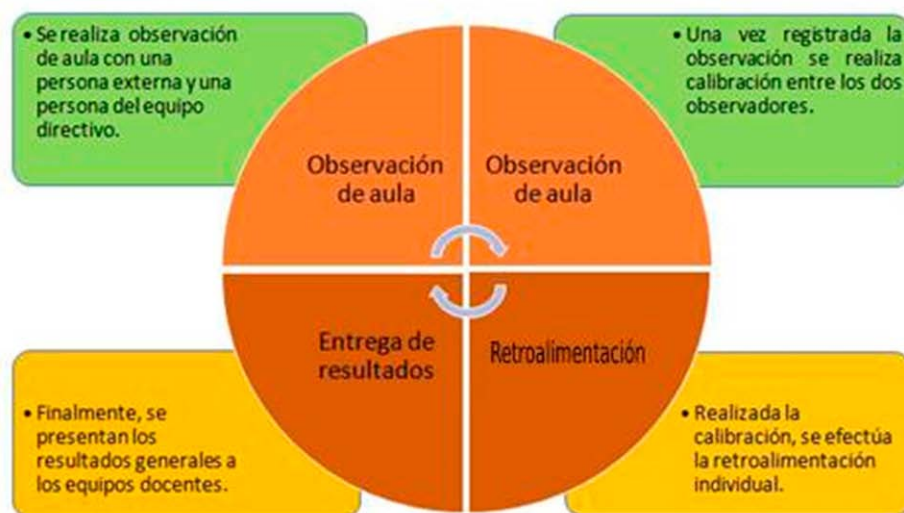 • Se realiza observación
de aula con una
persona externa y una
persona del equipo
directivo.
• Una vez registrada la
observación se realiza
calibración entre los dos
observadores.
Observación
de aula
Observación
de aula
Entrega de
resultados
Retroalimentación
• Finalmente, se
presentan los
resultados generales a
los equipos docentes.
• Realizada la
calibración, se efectúa
la retroalimentación
individual.